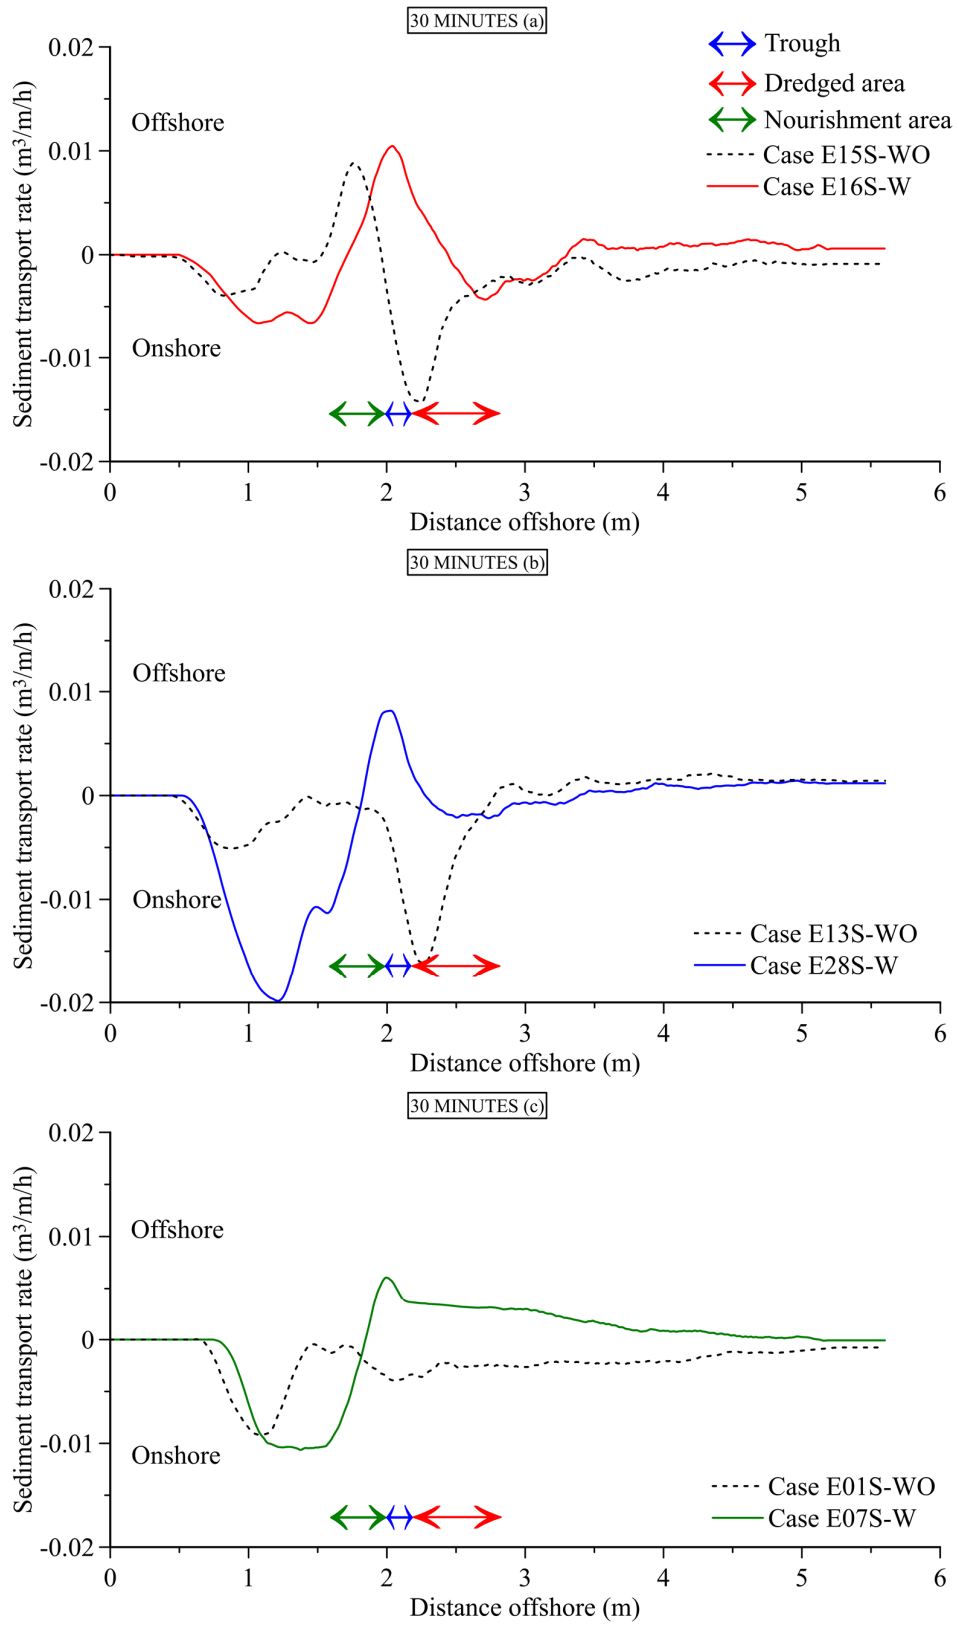 30 MINUTES (a)
0.02
0.01
0
-0.01
-0.02
Sediment transport rate (m³/m/h)
Offshore
Onshore
Trough
Dredged area
Nourishment area
Case E15S-WO
Case E16S-W
0 1 2 3 4 5 6
Distance offshore (m)
30 MINUTES (b)
0.02
0.01
0
-0.01
-0.02
Sediment transport rate (m³/m/h)
Offshore
Onshore
Case E13S-WO
Case E28S-W
0 1 2 3 4 5 6
Distance offshore (m)
30 MINUTES (c)
0.02
0.01
0
-0.01
-0.02
Sediment transport rate (m³/m/h)
Offshore
Onshore
Case E01S-WO
Case E07S-W
0 1 2 3 4 5 6
Distance offshore (m)